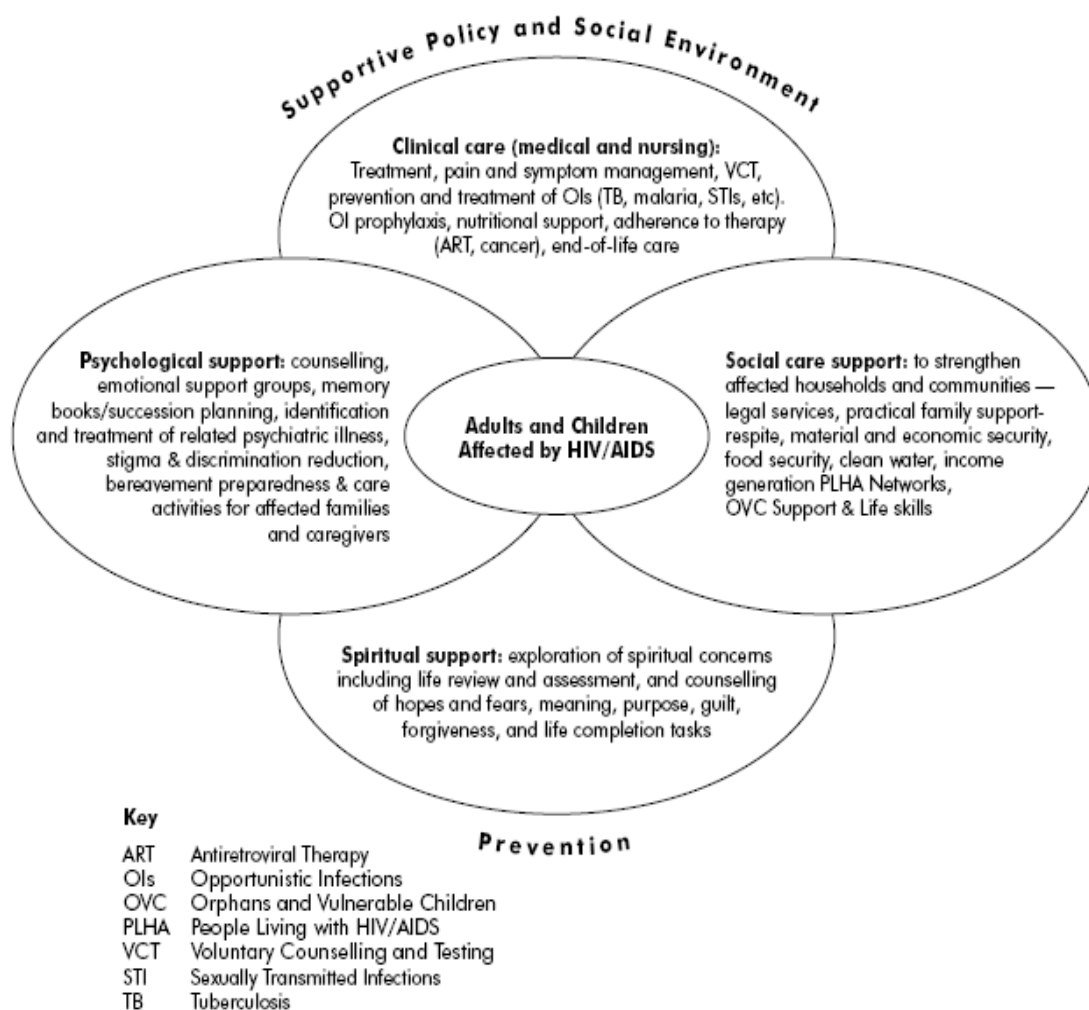 Supportive Policy and Social Environment
Clinical care (medical and nursing):
Treatment, pain and symptom management, VCT,
prevention and treatment of OIs (TB, malaria, STIs, etc).
OI prophylaxis, nutritional support, adherence to therapy
(ART, cancer), end-of-life care
Psychological support: counselling,
emotional support groups, memory
books/succession planning, identification
and treatment of related psychiatric illness,
stigma & discrimination reduction,
bereavement preparedness & care
activities for affected families
and caregivers
Adults and Children
Affected by HIV/AIDS
Social care support: to strengthen
affected households and communities —
legal services, practical family support-
respite, material and economic security,
food security, clean water, income
generation PLHA Networks,
OVC Support & Life skills
Spiritual support: exploration of spiritual concerns
including life review and assessment, and counselling
of hopes and fears, meaning, purpose, guilt,
forgiveness, and life completion tasks
Prevention
Key
ART Antiretroviral Therapy
OIs Opportunistic Infections
OVC Orphans and Vulnerable Children
PLHA People Living with HIV/AIDS
VCT Voluntary Counselling and Testing
STI Sexually Transmitted Infections
TB Tuberculosis